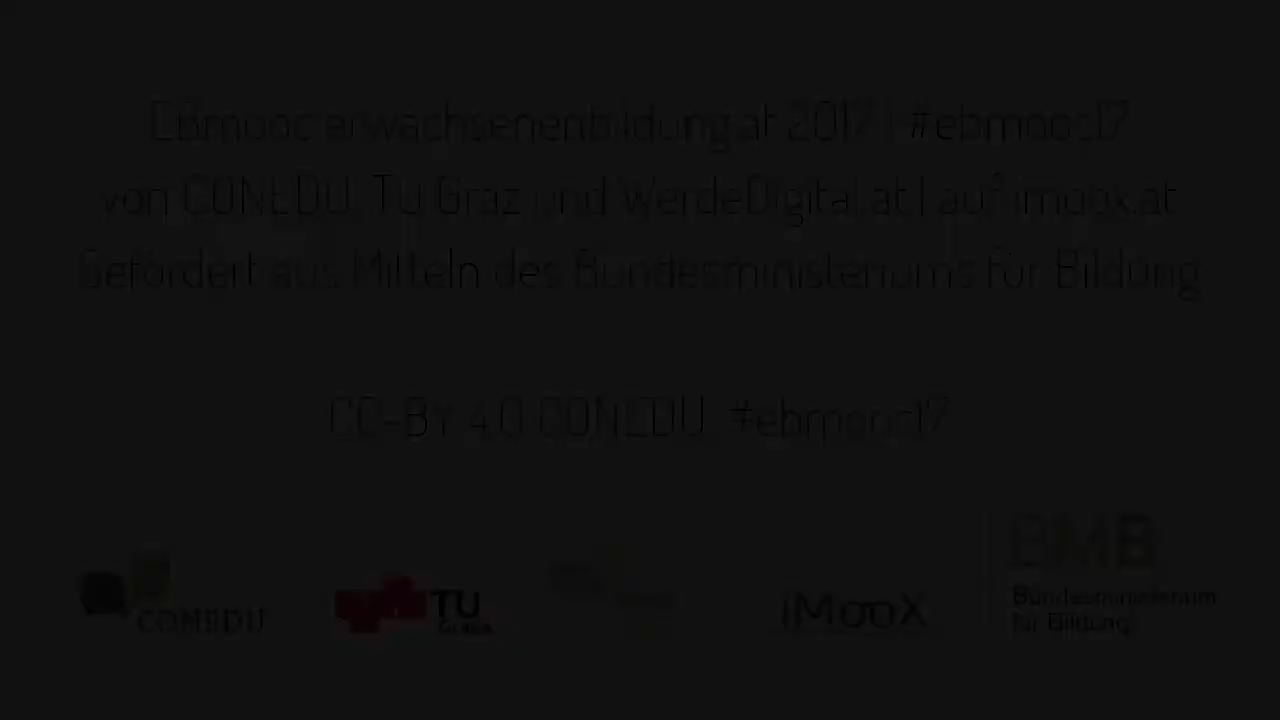 Ebmooc erwachsenenbildung.at 2017 | #ebmooc17
von CONEDU, TU Graz und WerdeDigital.at | auf imoox.at
Gefördert aus Mitteln des Bundesministeriums für Bildung
CC-BY 4.0 CONEDU, #ebmooc17
CONEDU
TU
Graz
iMooX
BMB
Bundesministerium
für Bildung